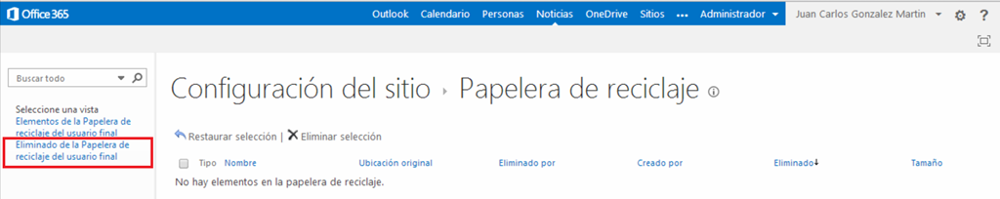 Office 365 Outlook Calendario Personas Noticias OneDrive Sitios ••• Administrador Juan Carlos Gonzalez Martin ?
Buscar todo
Configuración del sitio › Papelera de reciclaje
Seleccione una vista
Elementos de la Papelera de
reciclaje del usuario final
Eliminado de la Papelera de
reciclaje del usuario final
Restaurar selección | Eliminar selección
Tipo Nombre Ubicación original Eliminado por Creado por Eliminado Tamaño
No hay elementos en la papelera de reciclaje.